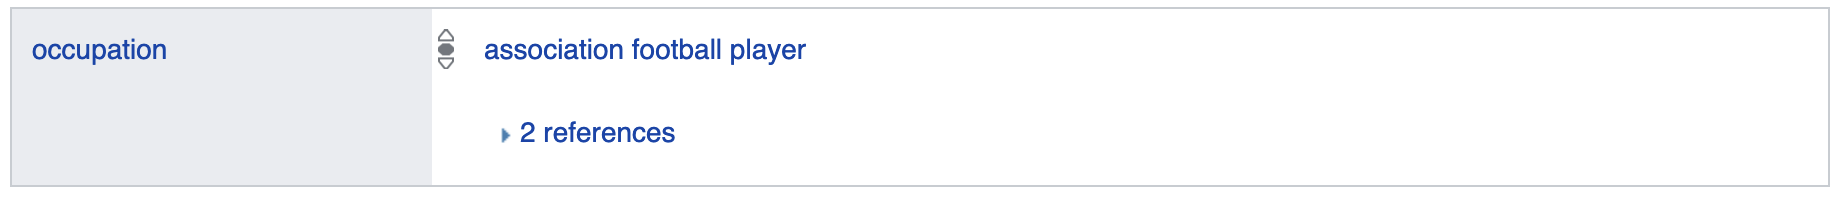 occupation
association football player
2 references